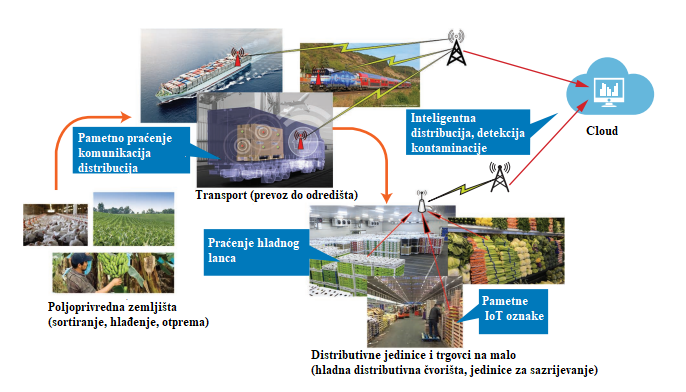 Pametno praćenje
komunikacija
distribucija
Transport (prevoz do odredišta)
Inteligentna
distribucija, detekcija
kontaminacije
Cloud
Praćenje hladnog
lanca
Pametne
IoT oznake
Poljoprivredna zemljišta
(sortiranje, hlađenje, otprema)
Distributivne jedinice i trgovci na malo
(hladna distributivna čvorišta, jedinice za sazrijevanje)